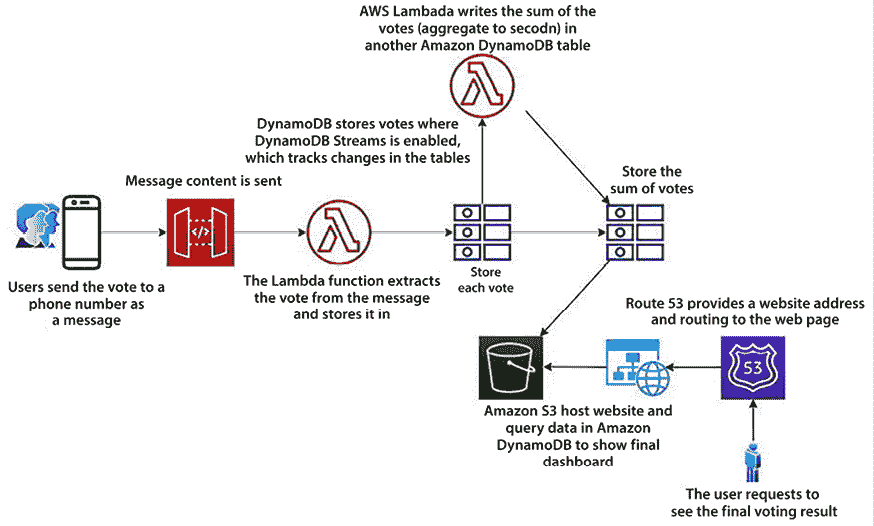 AWS Lambada writes the sum of the
votes (aggregate to secodn) in
another Amazon DynamoDB table
DynamoDB stores votes where
DynamoDB Streams is enabled,
which tracks changes in the tables
Message content is sent
Store the
sum of votes
Users send the vote to a
phone number as
a message
The Lambda function extracts
the vote from the message
and stores it in
Store
each vote
Route 53 provides a website address
and routing to the web page
53
Amazon S3 host website and
query data in Amazon
DynamoDB to show final
dashboard
The user requests to
see the final voting result